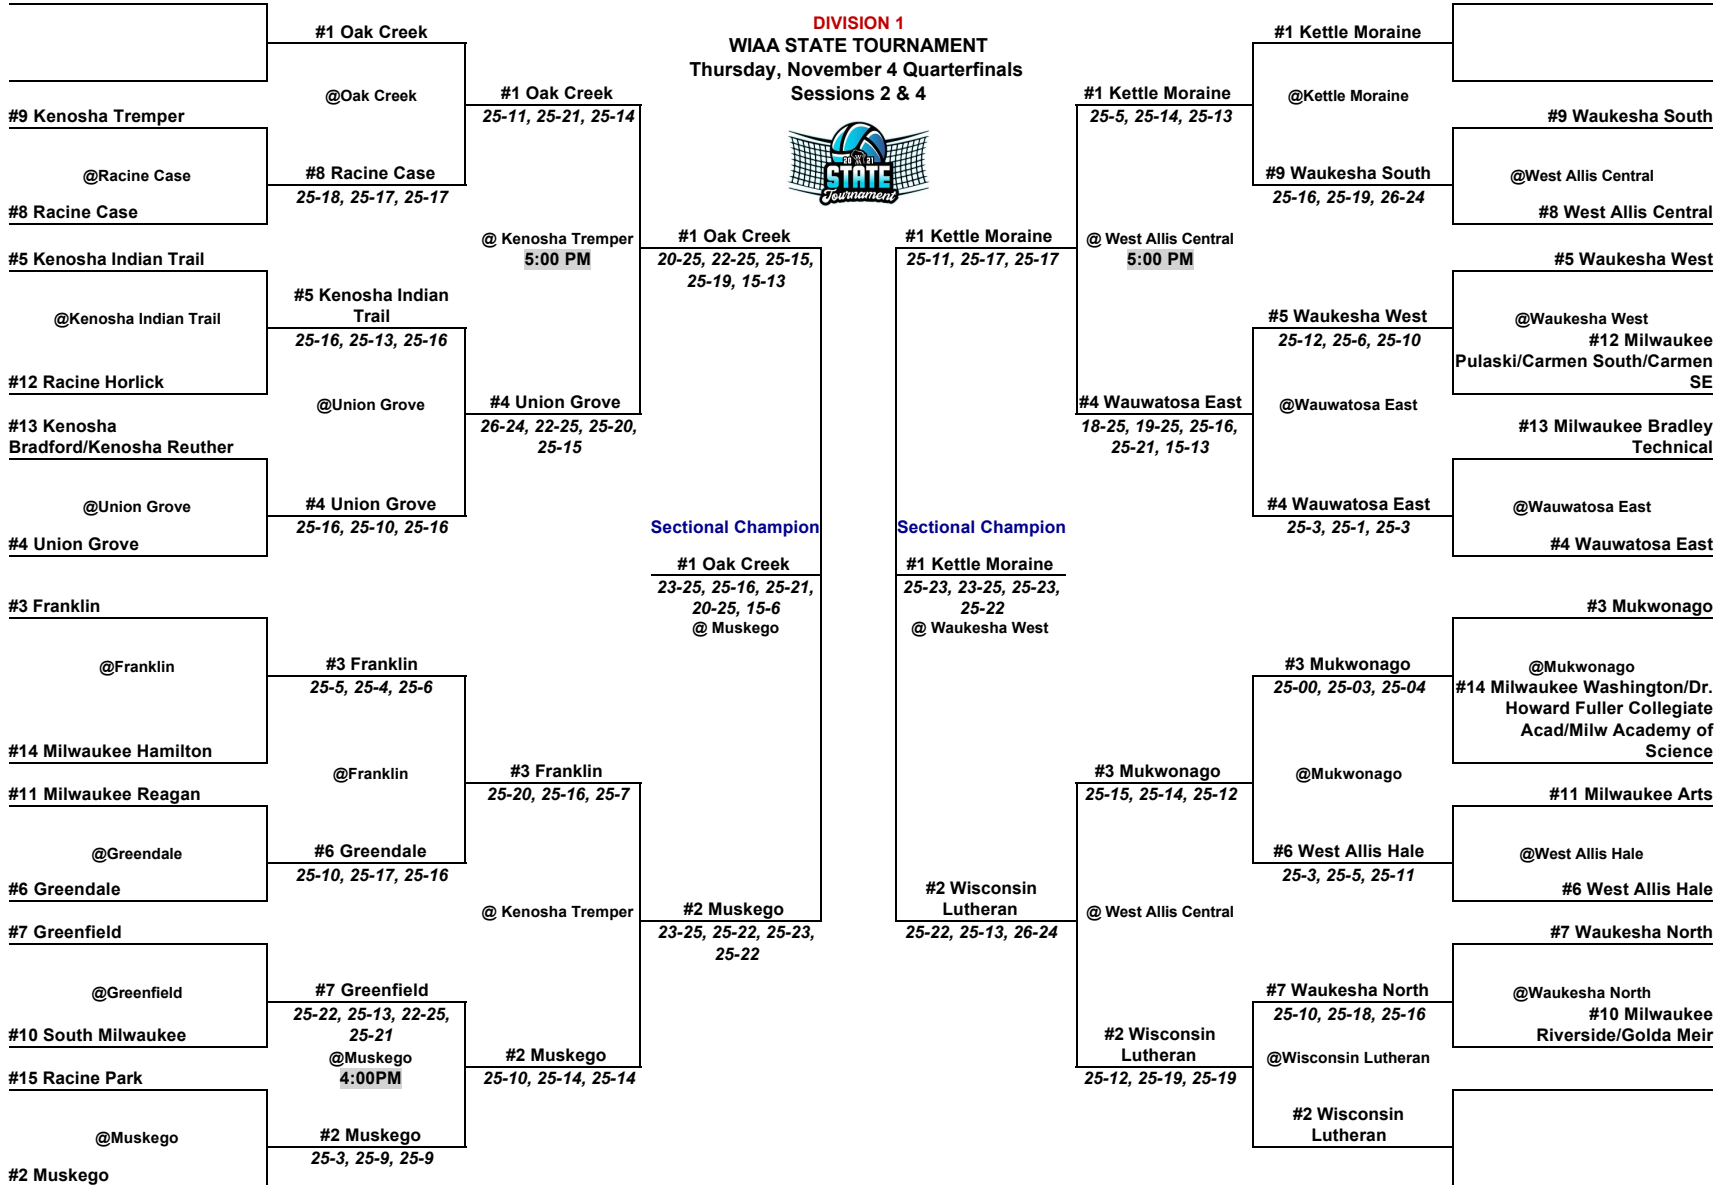 DIVISION 1
WIAA STATE TOURNAMENT
Thursday, November 4 Quarterfinals
Sessions 2 & 4
20 21
STATE
Tournament
#9 Kenosha Tremper
@Racine Case
#8 Racine Case
#5 Kenosha Indian Trail
@Kenosha Indian Trail
#12 Racine Horlick
#13 Kenosha
Bradford/Kenosha Reuther
@Union Grove
#4 Union Grove
#3 Franklin
@Franklin
#14 Milwaukee Hamilton
#11 Milwaukee Reagan
@Greendale
#6 Greendale
#7 Greenfield
@Greenfield
#10 South Milwaukee
#15 Racine Park
@Muskego
#2 Muskego
#1 Oak Creek
@Oak Creek
#8 Racine Case
25-18, 25-17, 25-17
#5 Kenosha Indian
Trail
25-16, 25-13, 25-16
@Union Grove
#4 Union Grove
25-16, 25-10, 25-16
#3 Franklin
25-5, 25-4, 25-6
@Franklin
#6 Greendale
25-10, 25-17, 25-16
#7 Greenfield
25-22, 25-13, 22-25,
25-21
@Muskego
4:00PM
#2 Muskego
25-3, 25-9, 25-9
#1 Oak Creek
25-11, 25-21, 25-14
@ Kenosha Tremper
5:00 PM
#4 Union Grove
26-24, 22-25, 25-20,
25-15
#3 Franklin
25-20, 25-16, 25-7
@ Kenosha Tremper
#2 Muskego
25-10, 25-14, 25-14
#1 Oak Creek
20-25, 22-25, 25-15,
25-19, 15-13
Sectional Champion
#1 Oak Creek
23-25, 25-16, 25-21,
20-25, 15-6
@ Muskego
#2 Muskego
23-25, 25-22, 25-23,
25-22
#1 Kettle Moraine
25-11, 25-17, 25-17
Sectional Champion
#1 Kettle Moraine
25-23, 23-25, 25-23,
25-22
@ Waukesha West
#2 Wisconsin
Lutheran
25-22, 25-13, 26-24
#1 Kettle Moraine
25-5, 25-14, 25-13
@ West Allis Central
5:00 PM
#4 Wauwatosa East
18-25, 19-25, 25-16,
25-21, 15-13
#3 Mukwonago
25-15, 25-14, 25-12
@ West Allis Central
#2 Wisconsin
Lutheran
25-12, 25-19, 25-19
#1 Kettle Moraine
@Kettle Moraine
#9 Waukesha South
25-16, 25-19, 26-24
#5 Waukesha West
25-12, 25-6, 25-10
@Wauwatosa East
#4 Wauwatosa East
25-3, 25-1, 25-3
#3 Mukwonago
25-00, 25-03, 25-04
@Mukwonago
#6 West Allis Hale
25-3, 25-5, 25-11
#7 Waukesha North
25-10, 25-18, 25-16
@Wisconsin Lutheran
#2 Wisconsin
Lutheran
#9 Waukesha South
@West Allis Central
#8 West Allis Central
#5 Waukesha West
@Waukesha West
#12 Milwaukee
Pulaski/Carmen South/Carmen
SE
#13 Milwaukee Bradley
Technical
@Wauwatosa East
#4 Wauwatosa East
#3 Mukwonago
@Mukwonago
#14 Milwaukee Washington/Dr.
Howard Fuller Collegiate
Acad/Milw Academy of
Science
#11 Milwaukee Arts
@West Allis Hale
#6 West Allis Hale
#7 Waukesha North
@Waukesha North
#10 Milwaukee
Riverside/Golda Meir